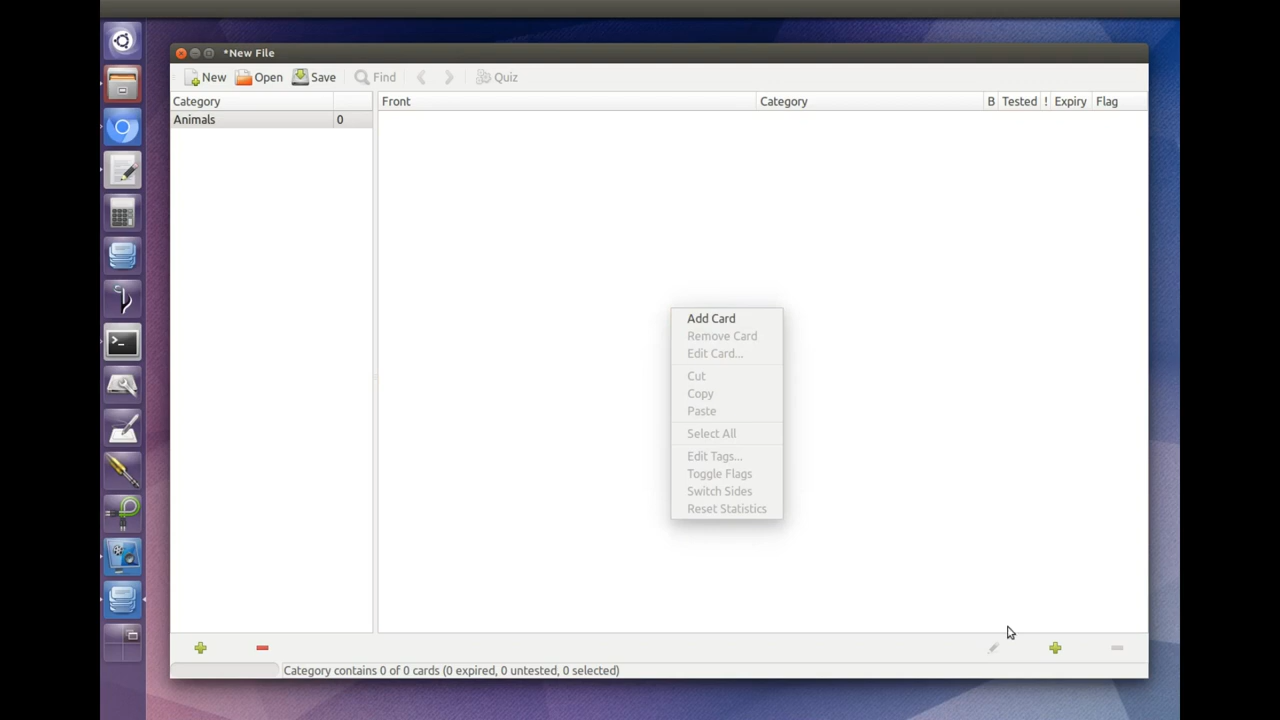 *New File
New Open Save Find Quiz
Category Front Category B Tested ! Expiry Flag
Animals 0
Add Card
Remove Card
Edit Card...
Cut
Copy
Paste
Select All
Edit Tags...
Toggle Flags
Switch Sides
Reset Statistics
Category contains 0 of 0 cards (0 expired, 0 untested, 0 selected)